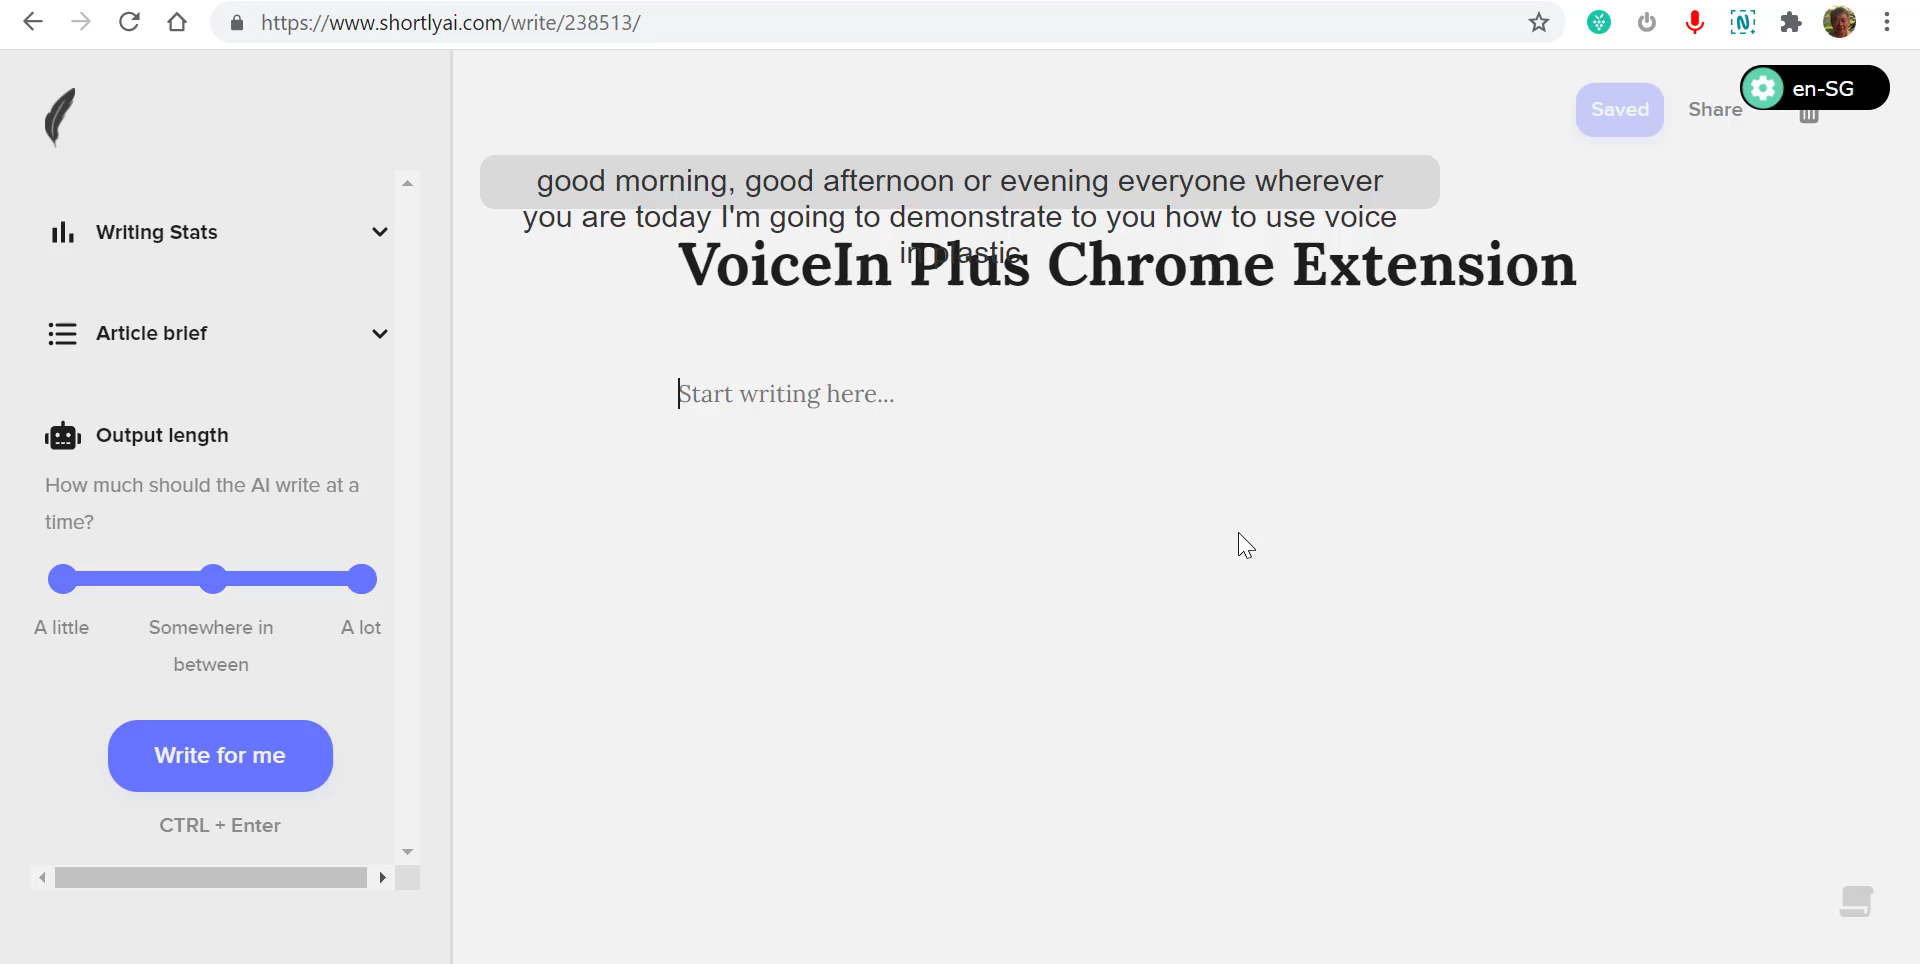 https://www.shortlyai.com/write/238513/
en-SG
Saved
Share
good morning, good afternoon or evening everyone wherever
you are today I'm going to demonstrate to you how to use voice
in plastic
VoiceIn Plus Chrome Extension
Start writing here...
Writing Stats
Article brief
Output length
How much should the AI write at a
time?
A little
Somewhere in
between
A lot
Write for me
CTRL + Enter